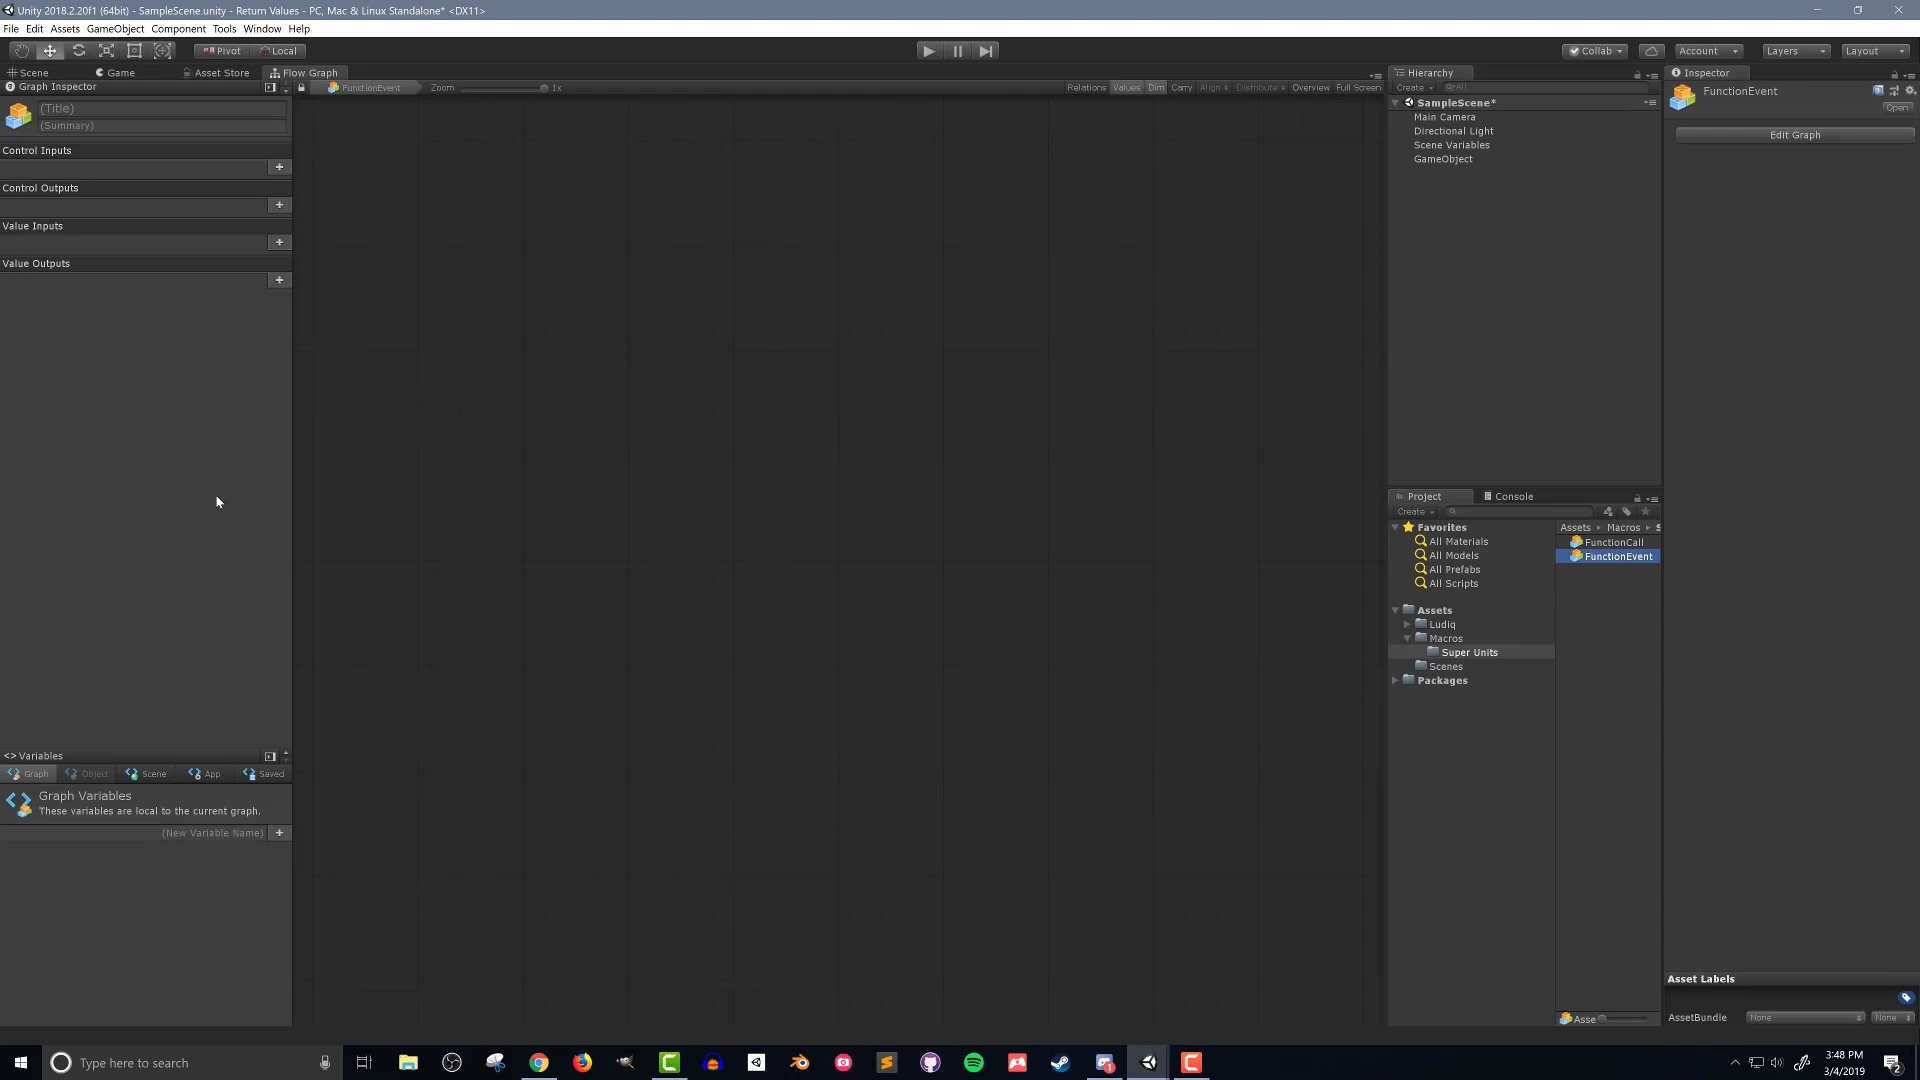 Unity 2018.2.20f1 (64bit) - SampleScene.unity - Return Values - PC, Mac & Linux Standalone* <DX11>
File Edit Assets GameObject Component Tools Window Help
Pivot Local Collab Account Layers Layout
Scene Game Asset Store Flow Graph
Graph Inspector
(Title)
(Summary)
Control Inputs
Control Outputs
Value Inputs
Value Outputs
<> Variables
Graph Object Scene App Saved
Graph Variables
These variables are local to the current graph.
(New Variable Name)
FunctionEvent Zoom 1x Relations Values Dim Carry Align Distribute Overview Full Screen
Hierarchy
Create All
SampleScene*
Main Camera
Directional Light
Scene Variables
GameObject
Project Console
Create
Favorites
All Materials
All Models
All Prefabs
All Scripts
Assets
Ludiq
Macros
Super Units
Scenes
Packages
Assets Macros S
FunctionCall
FunctionEvent
Asse
Inspector
FunctionEvent
Open
Edit Graph
Asset Labels
AssetBundle None None
Type here to search
1
3:48 PM
3/4/2019
2